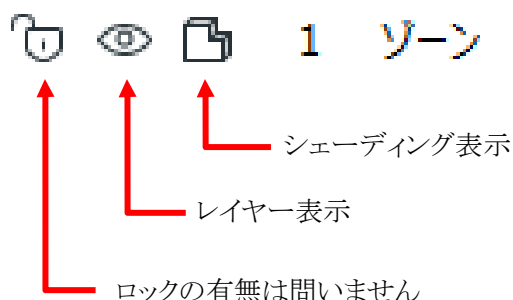 1 ゾーン
シェーディング表示
レイヤー表示
ロックの有無は問いません